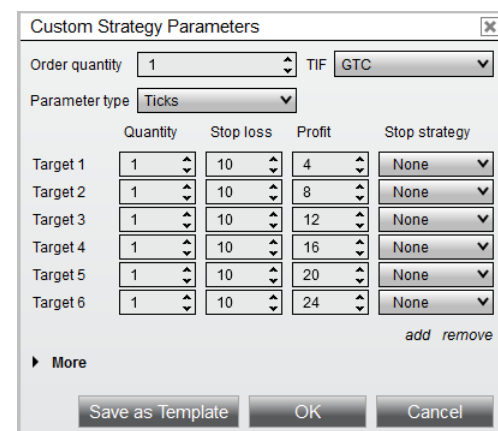 Custom Strategy Parameters
Order quantity 1 TIF GTC
Parameter type Ticks
Quantity Stop loss Profit Stop strategy
Target 1 1 10 4 None
Target 2 1 10 8 None
Target 3 1 10 12 None
Target 4 1 10 16 None
Target 5 1 10 20 None
Target 6 1 10 24 None
add remove
More
Save as Template OK Cancel